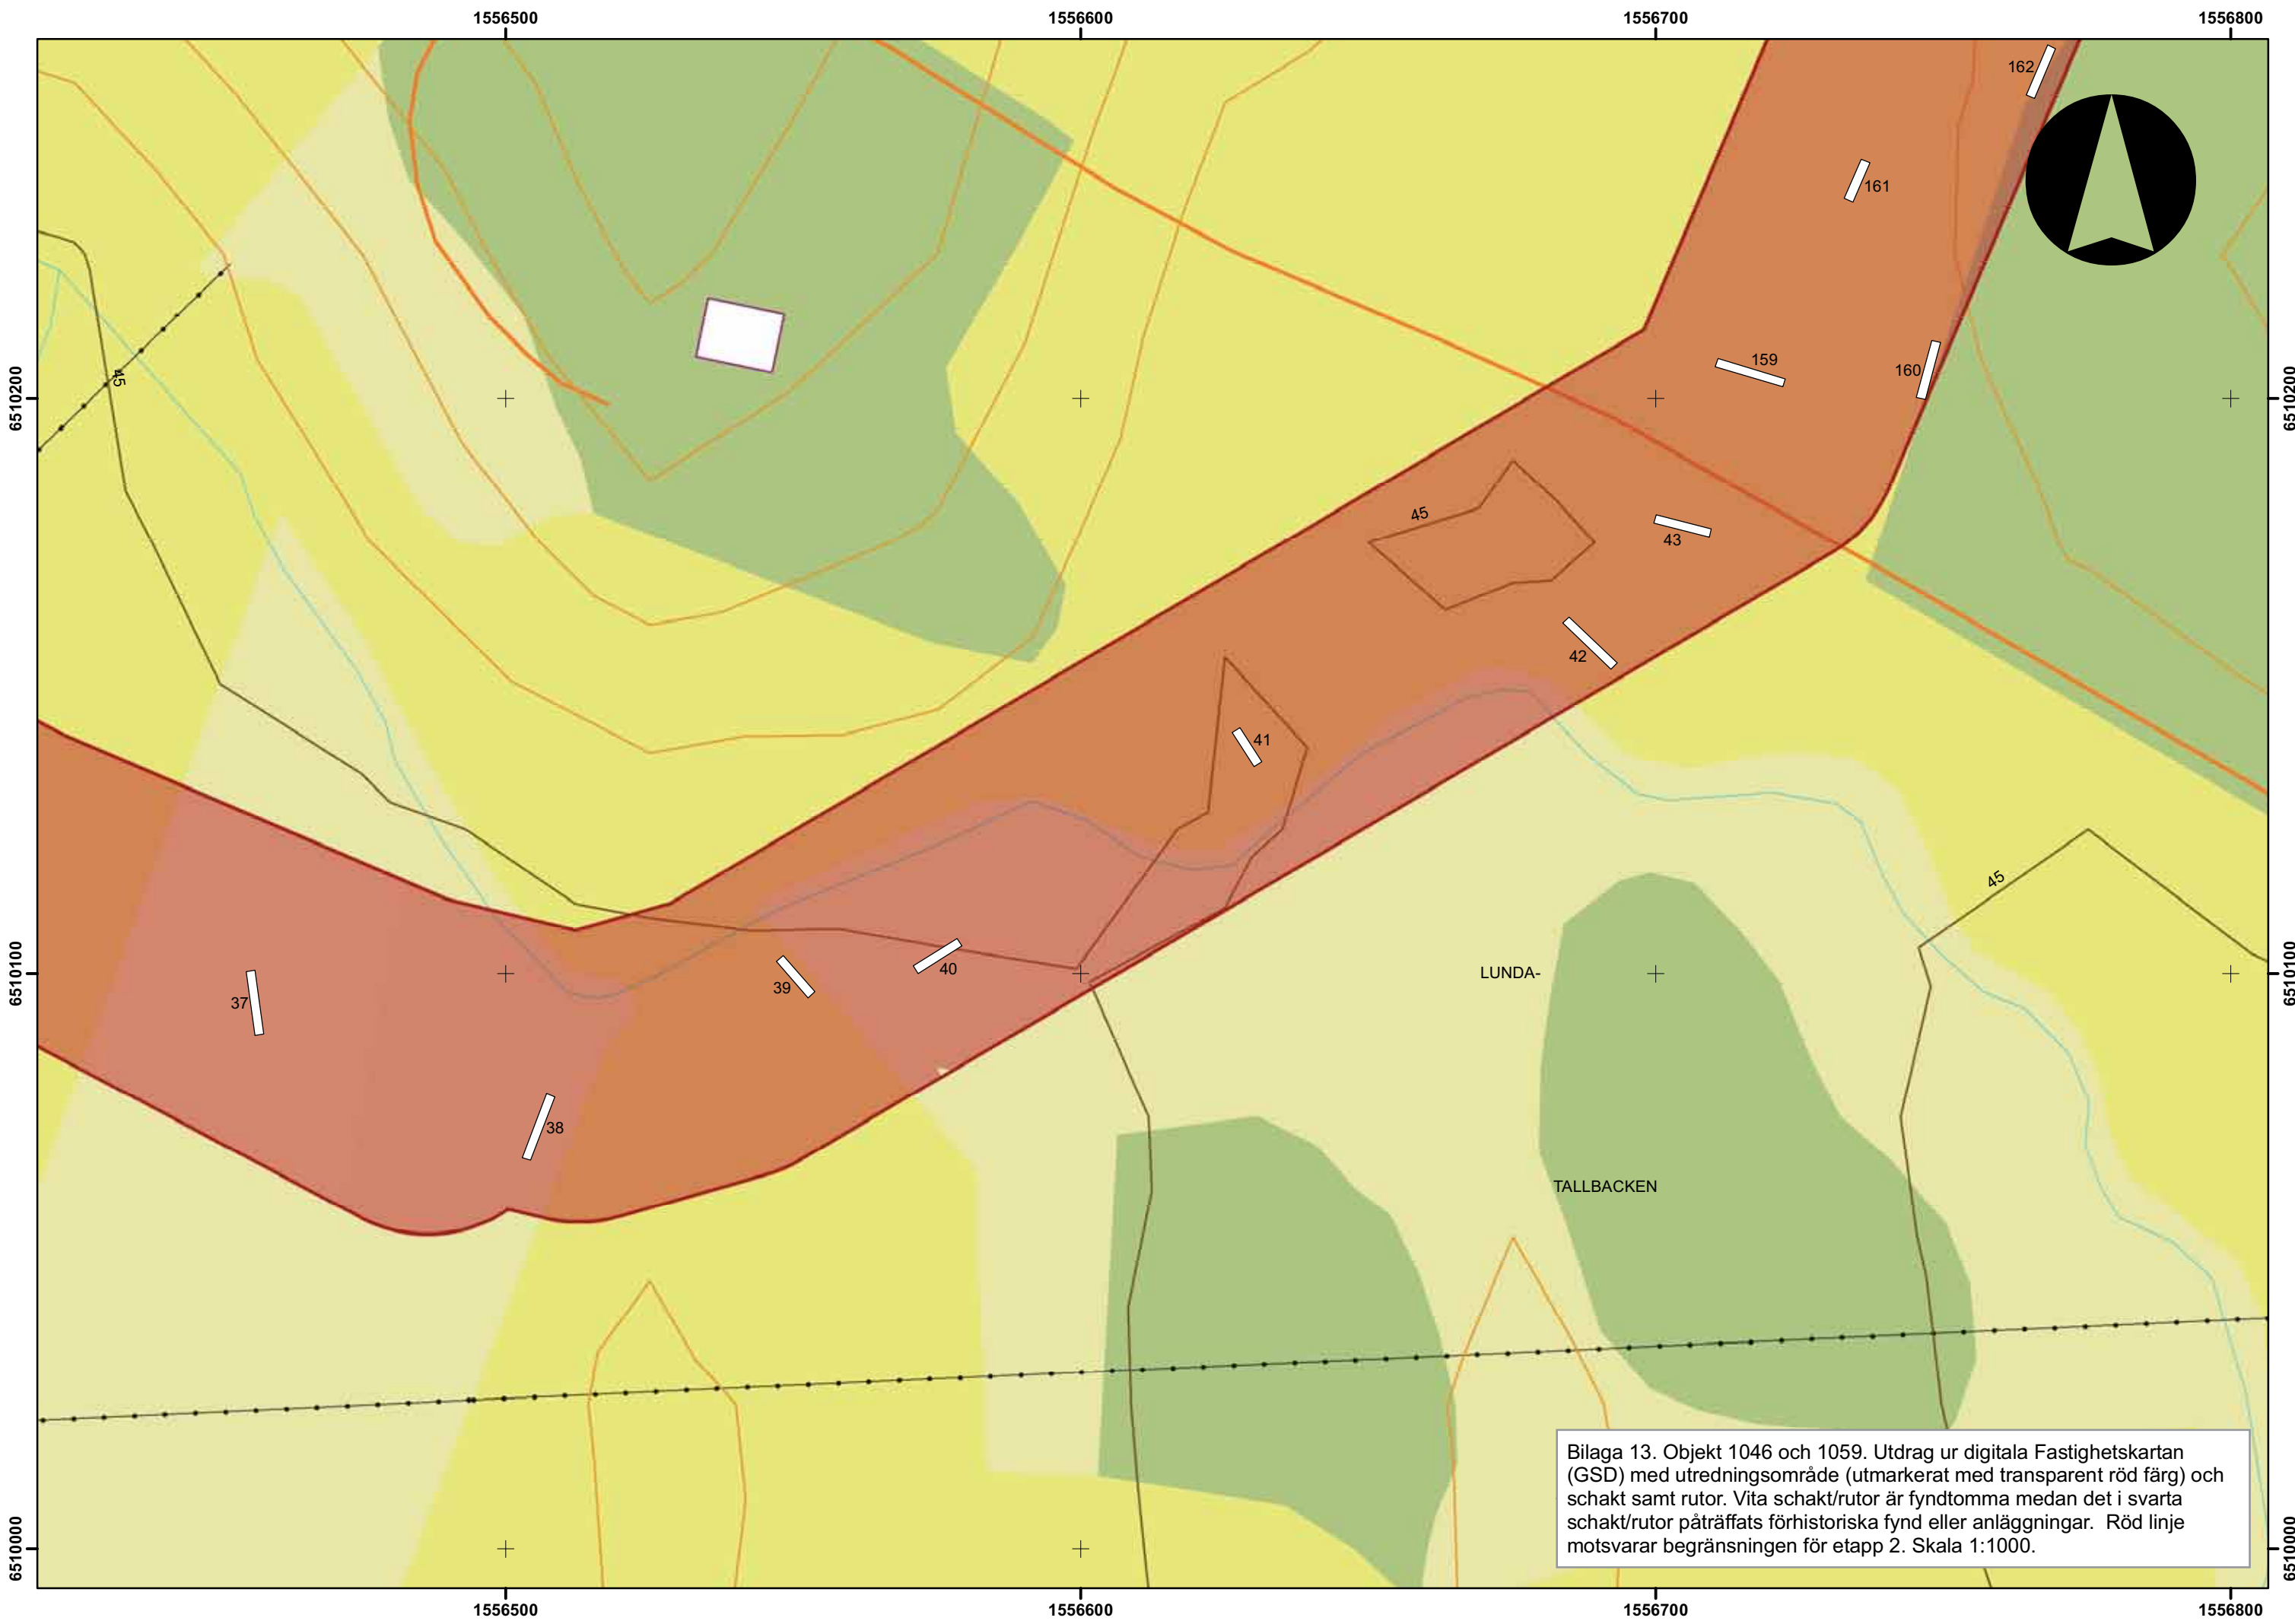 1556500 1556600 1556700 1556800
162
161
6510200
45
159
160
6510200
45
43
42
41
45
6510100
37
39
40
LUNDA-
6510100
38
TALLBACKEN
6510000
Bilaga 13. Objekt 1046 och 1059. Utdrag ur digitala Fastighetskartan
(GSD) med utredningsområde (utmarkerat med transparent röd färg) och
schakt samt rutor. Vita schakt/rutor är fyndtomma medan det i svarta
schakt/rutor påträffats förhistoriska fynd eller anläggningar. Röd linje
motsvarar begränsningen för etapp 2. Skala 1:1000.
6510000
1556500 1556600 1556700 1556800